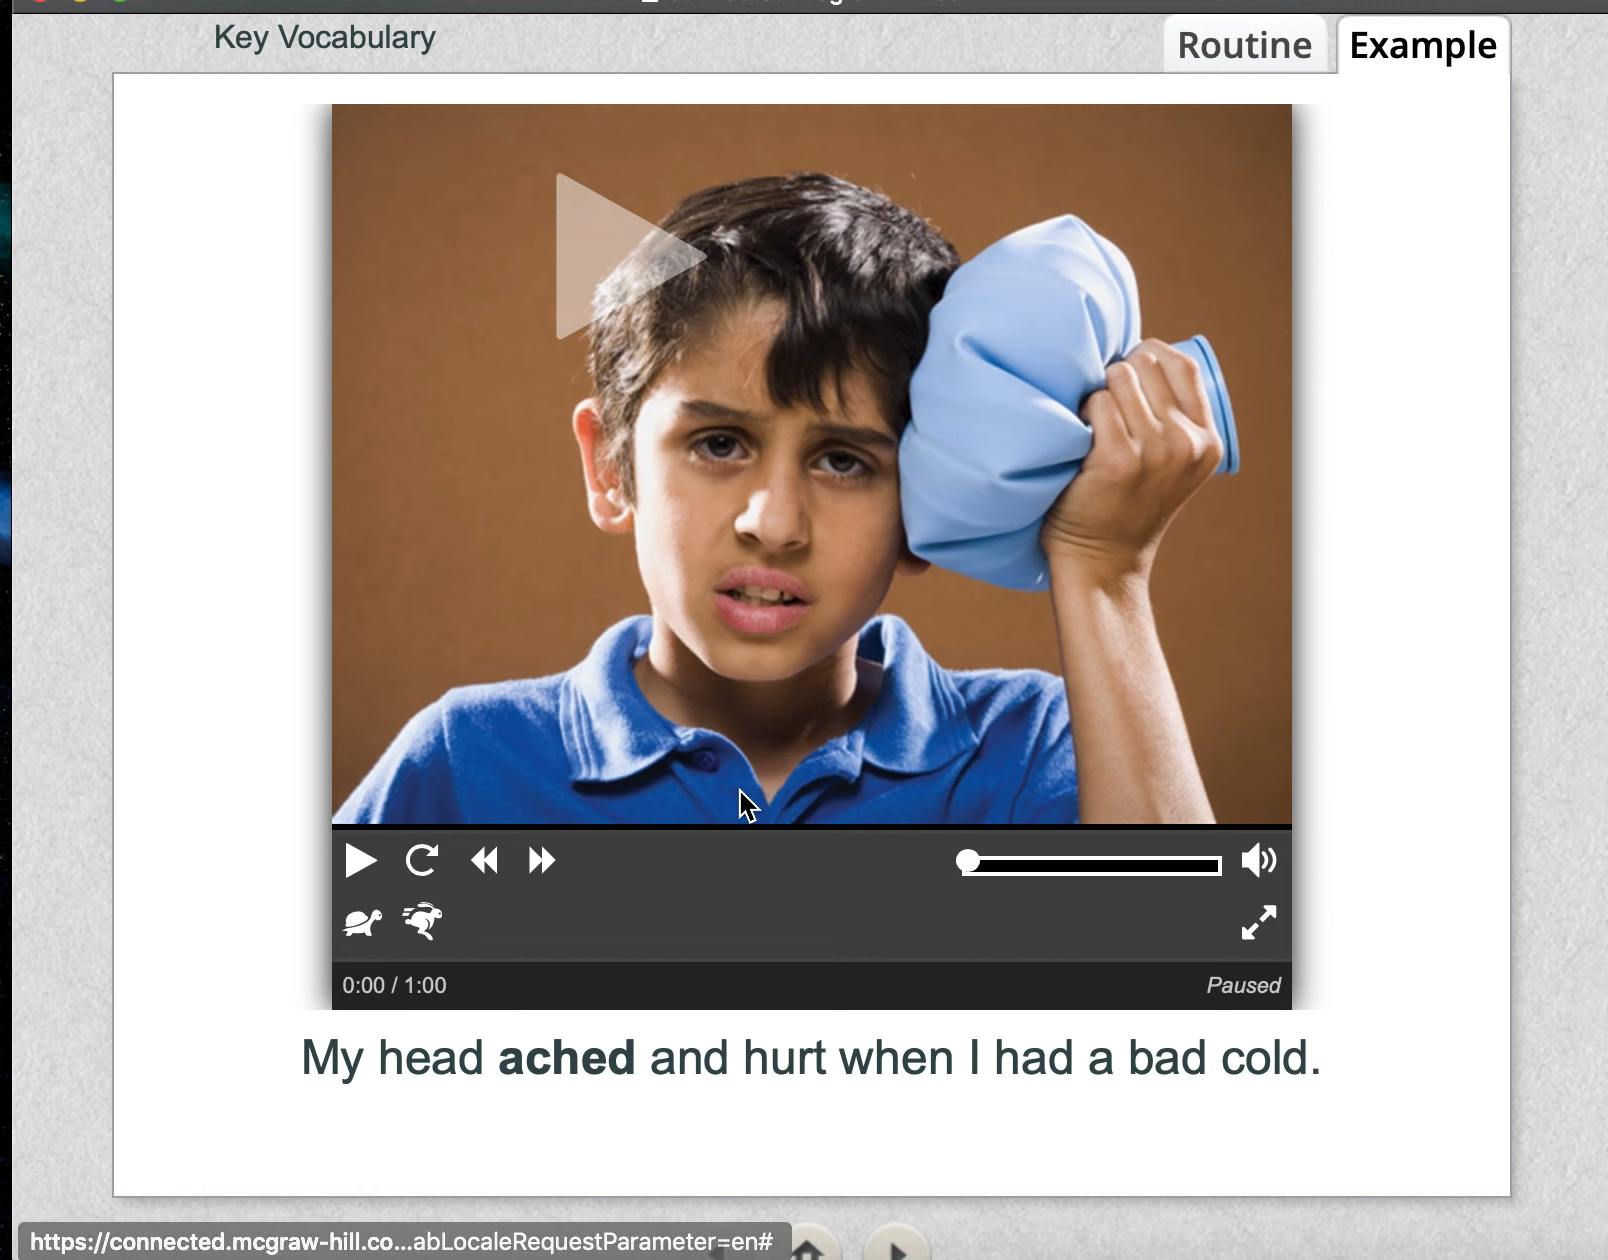 Key Vocabulary
Routine
Example
0:00 / 1:00
Paused
My head ached and hurt when I had a bad cold.
https://connected.mcgraw-hill.co...abLocaleRequestParameter=en#